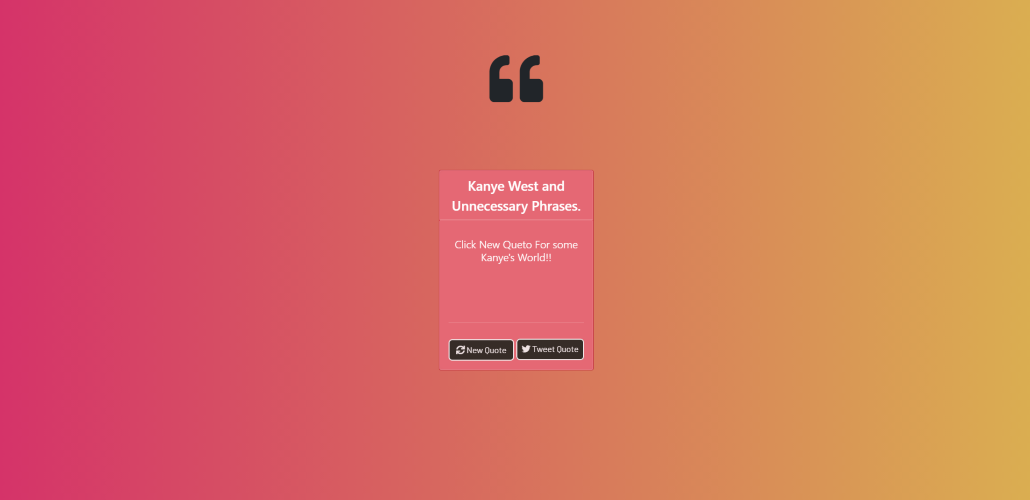 Kanye West and
Unnecessary Phrases.
Click New Queto For some
Kanye's World!!
New Quote
Tweet Quote